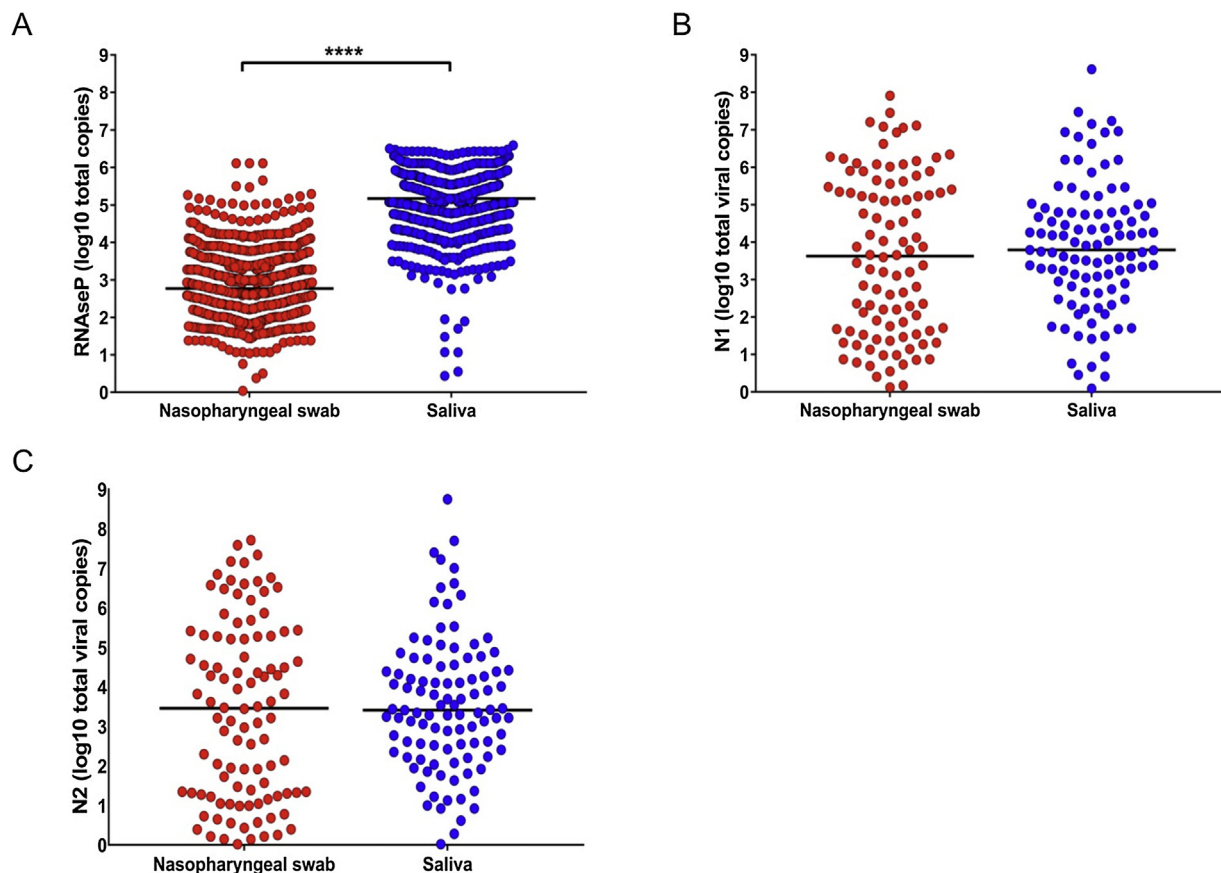 A
B
****
RNAseP (log10 total copies)
9
8
7
6
5
4
3
2
1
0
Nasopharyngeal swab
Saliva
N1 (log10 total viral copies)
9
8
7
6
5
4
3
2
1
0
Nasopharyngeal swab
Saliva
C
N2 (log10 total viral copies)
9
8
7
6
5
4
3
2
1
0
Nasopharyngeal swab
Saliva